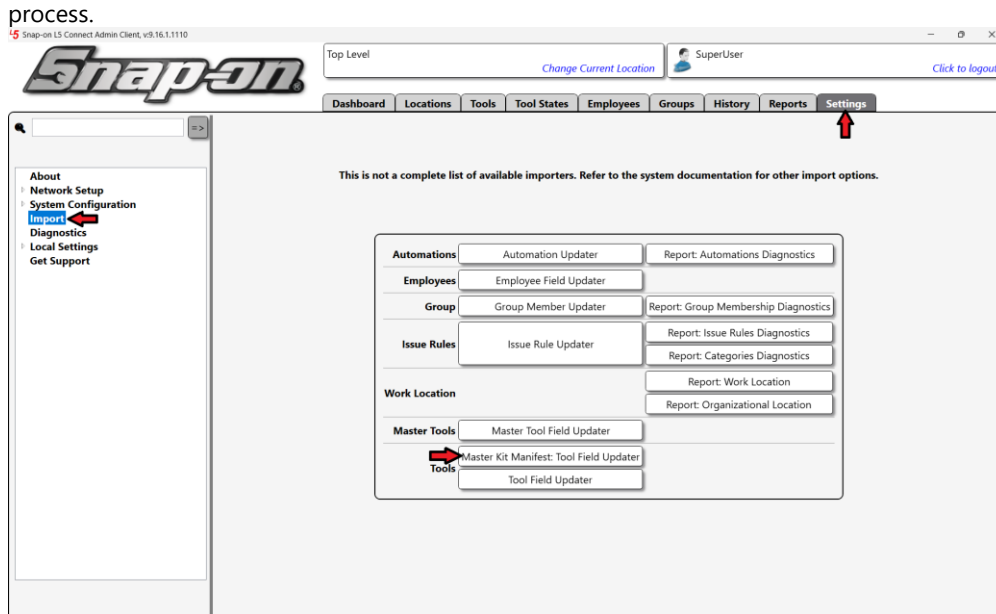 process.
L5 Snap-on L5 Connect Admin Client, v:9.16.1.1110
Snap-on®
Top Level
Change Current Location
SuperUser
Click to logout
Dashboard Locations Tools Tool States Employees Groups History Reports Settings
=>
About
Network Setup
System Configuration
Import
Diagnostics
Local Settings
Get Support
This is not a complete list of available importers. Refer to the system documentation for other import options.
Automations Automation Updater Report: Automations Diagnostics
Employees Employee Field Updater
Group Group Member Updater Report: Group Membership Diagnostics
Issue Rules Issue Rule Updater Report: Issue Rules Diagnostics
Report: Categories Diagnostics
Work Location Report: Work Location
Report: Organizational Location
Master Tools Master Tool Field Updater
Tools Master Kit Manifest: Tool Field Updater
Tool Field Updater